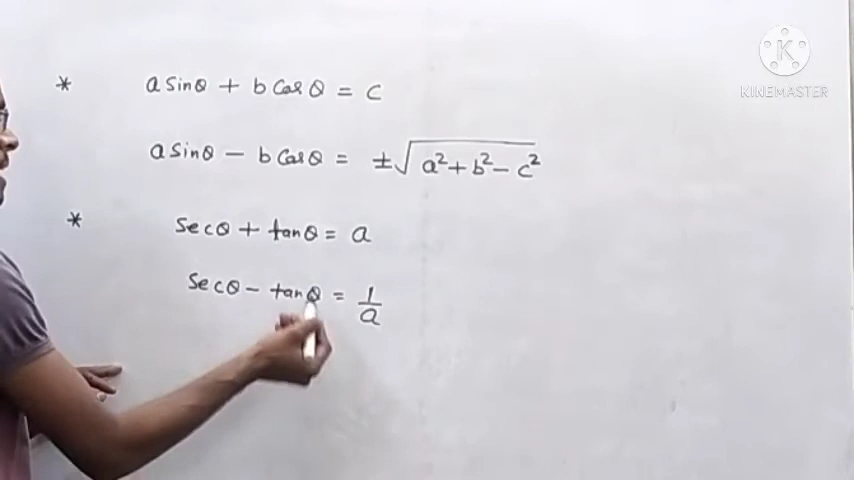 * a sinθ + b cosθ = c
a sinθ - b cosθ = ±√(a² + b² - c²)
* secθ + tanθ = a
secθ - tanθ = 1/a
K
KINEMASTER